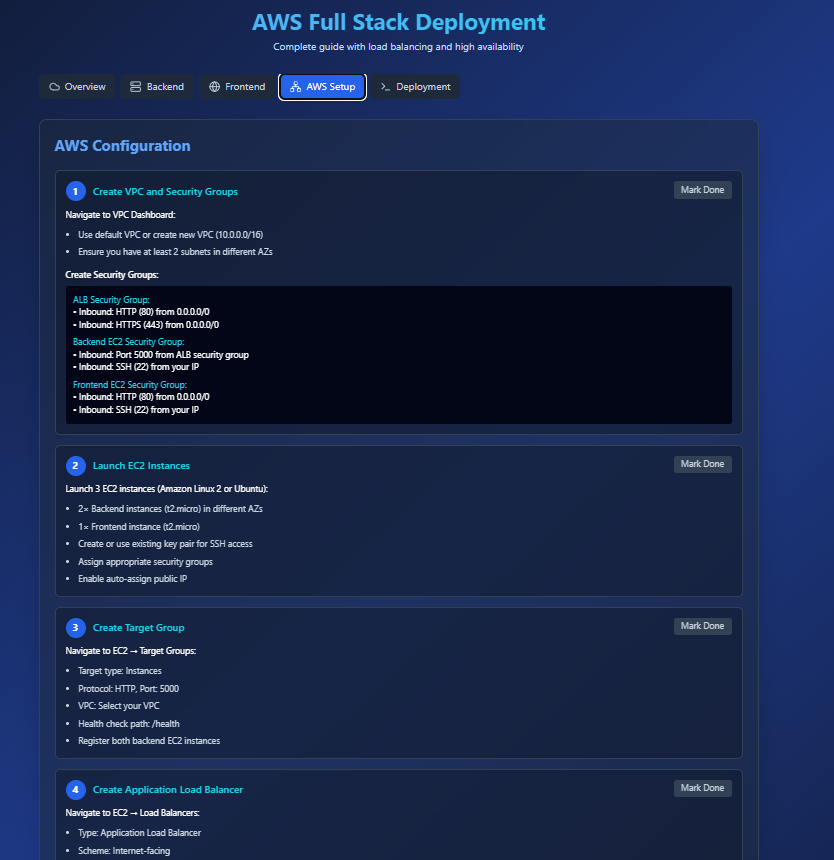 AWS Full Stack Deployment
Complete guide with load balancing and high availability
Overview
Backend
Frontend
AWS Setup
Deployment
AWS Configuration
1 Create VPC and Security Groups
Mark Done
Navigate to VPC Dashboard:
• Use default VPC or create new VPC (10.0.0.0/16)
• Ensure you have at least 2 subnets in different AZs
Create Security Groups:
ALB Security Group:
- Inbound: HTTP (80) from 0.0.0.0/0
- Inbound: HTTPS (443) from 0.0.0.0/0
Backend EC2 Security Group:
- Inbound: Port 5000 from ALB security group
- Inbound: SSH (22) from your IP
Frontend EC2 Security Group:
- Inbound: HTTP (80) from 0.0.0.0/0
- Inbound: SSH (22) from your IP
2 Launch EC2 Instances
Mark Done
Launch 3 EC2 instances (Amazon Linux 2 or Ubuntu):
• 2× Backend instances (t2.micro) in different AZs
• 1× Frontend instance (t2.micro)
• Create or use existing key pair for SSH access
• Assign appropriate security groups
• Enable auto-assign public IP
3 Create Target Group
Mark Done
Navigate to EC2 → Target Groups:
• Target type: Instances
• Protocol: HTTP, Port: 5000
• VPC: Select your VPC
• Health check path: /health
• Register both backend EC2 instances
4 Create Application Load Balancer
Mark Done
Navigate to EC2 → Load Balancers:
• Type: Application Load Balancer
• Scheme: Internet-facing